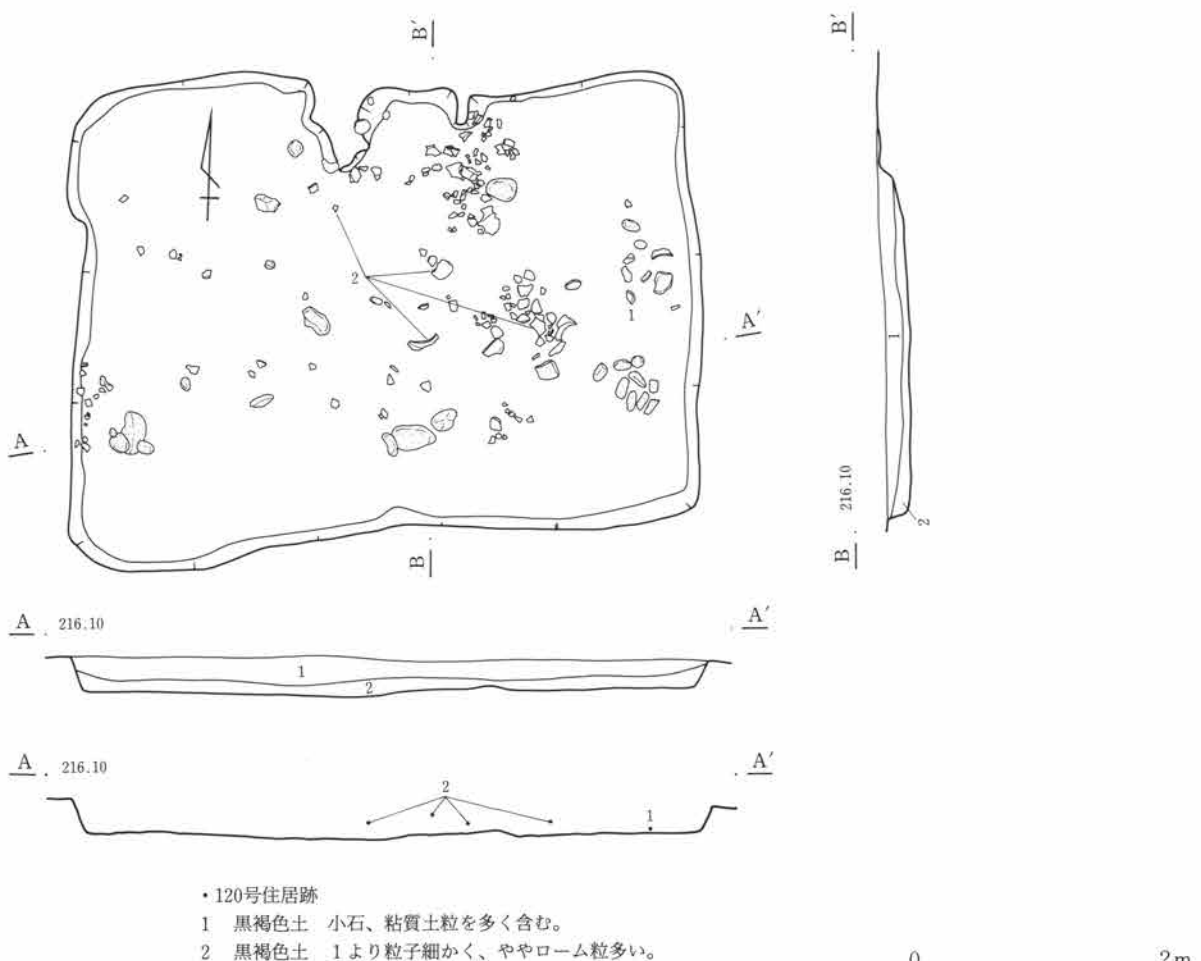 B′
B′
2
1
A′
A
216.10
2
1
B
B
A . 216.10
A′
1
2
A . 216.10
A′
2
1
・120号住居跡
1 黒褐色土 小石、粘質土粒を多く含む。
2 黒褐色土 1より粒子細かく、ややローム粒多い。
0 2m